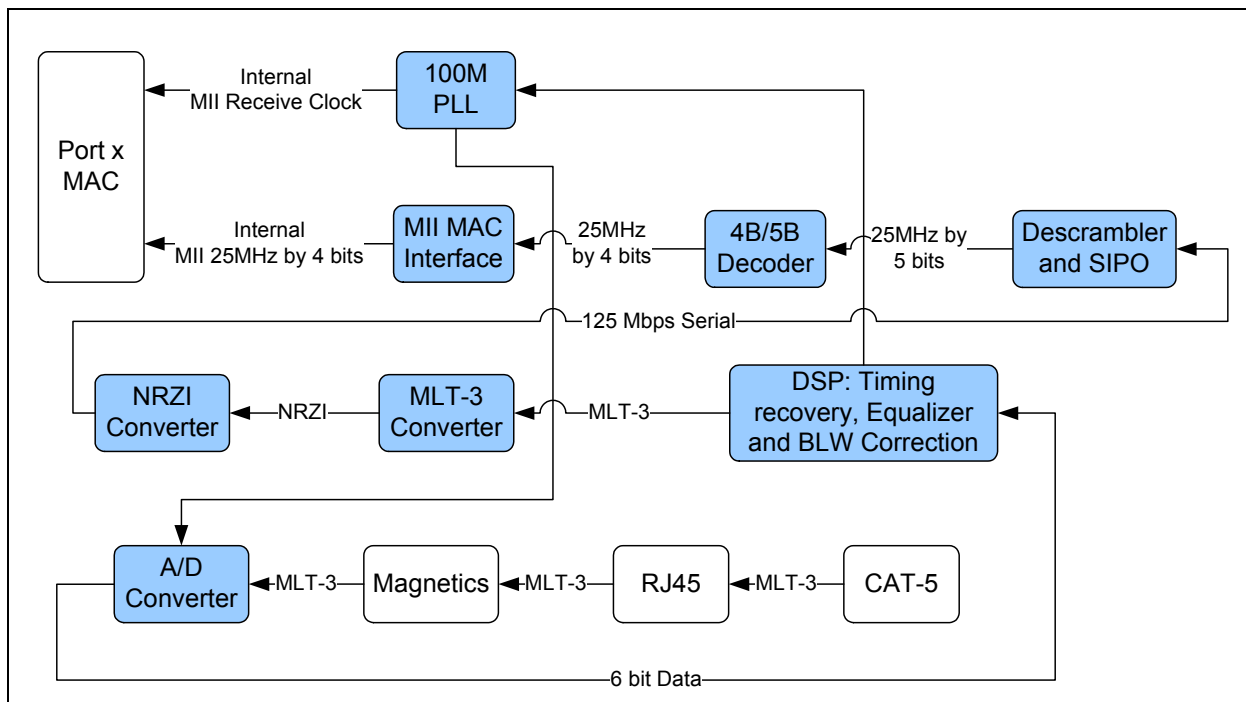 Port x
MAC
Internal
MII Receive Clock
100M
PLL
Internal
MII 25MHz by 4 bits
MII MAC
Interface
25MHz
by 4 bits
4B/5B
Decoder
25MHz by
5 bits
Descrambler
and SIPO
125 Mbps Serial
NRZI
Converter
NRZI
MLT-3
Converter
MLT-3
DSP: Timing
recovery, Equalizer
and BLW Correction
A/D
Converter
MLT-3
Magnetics
MLT-3
RJ45
MLT-3
CAT-5
6 bit Data